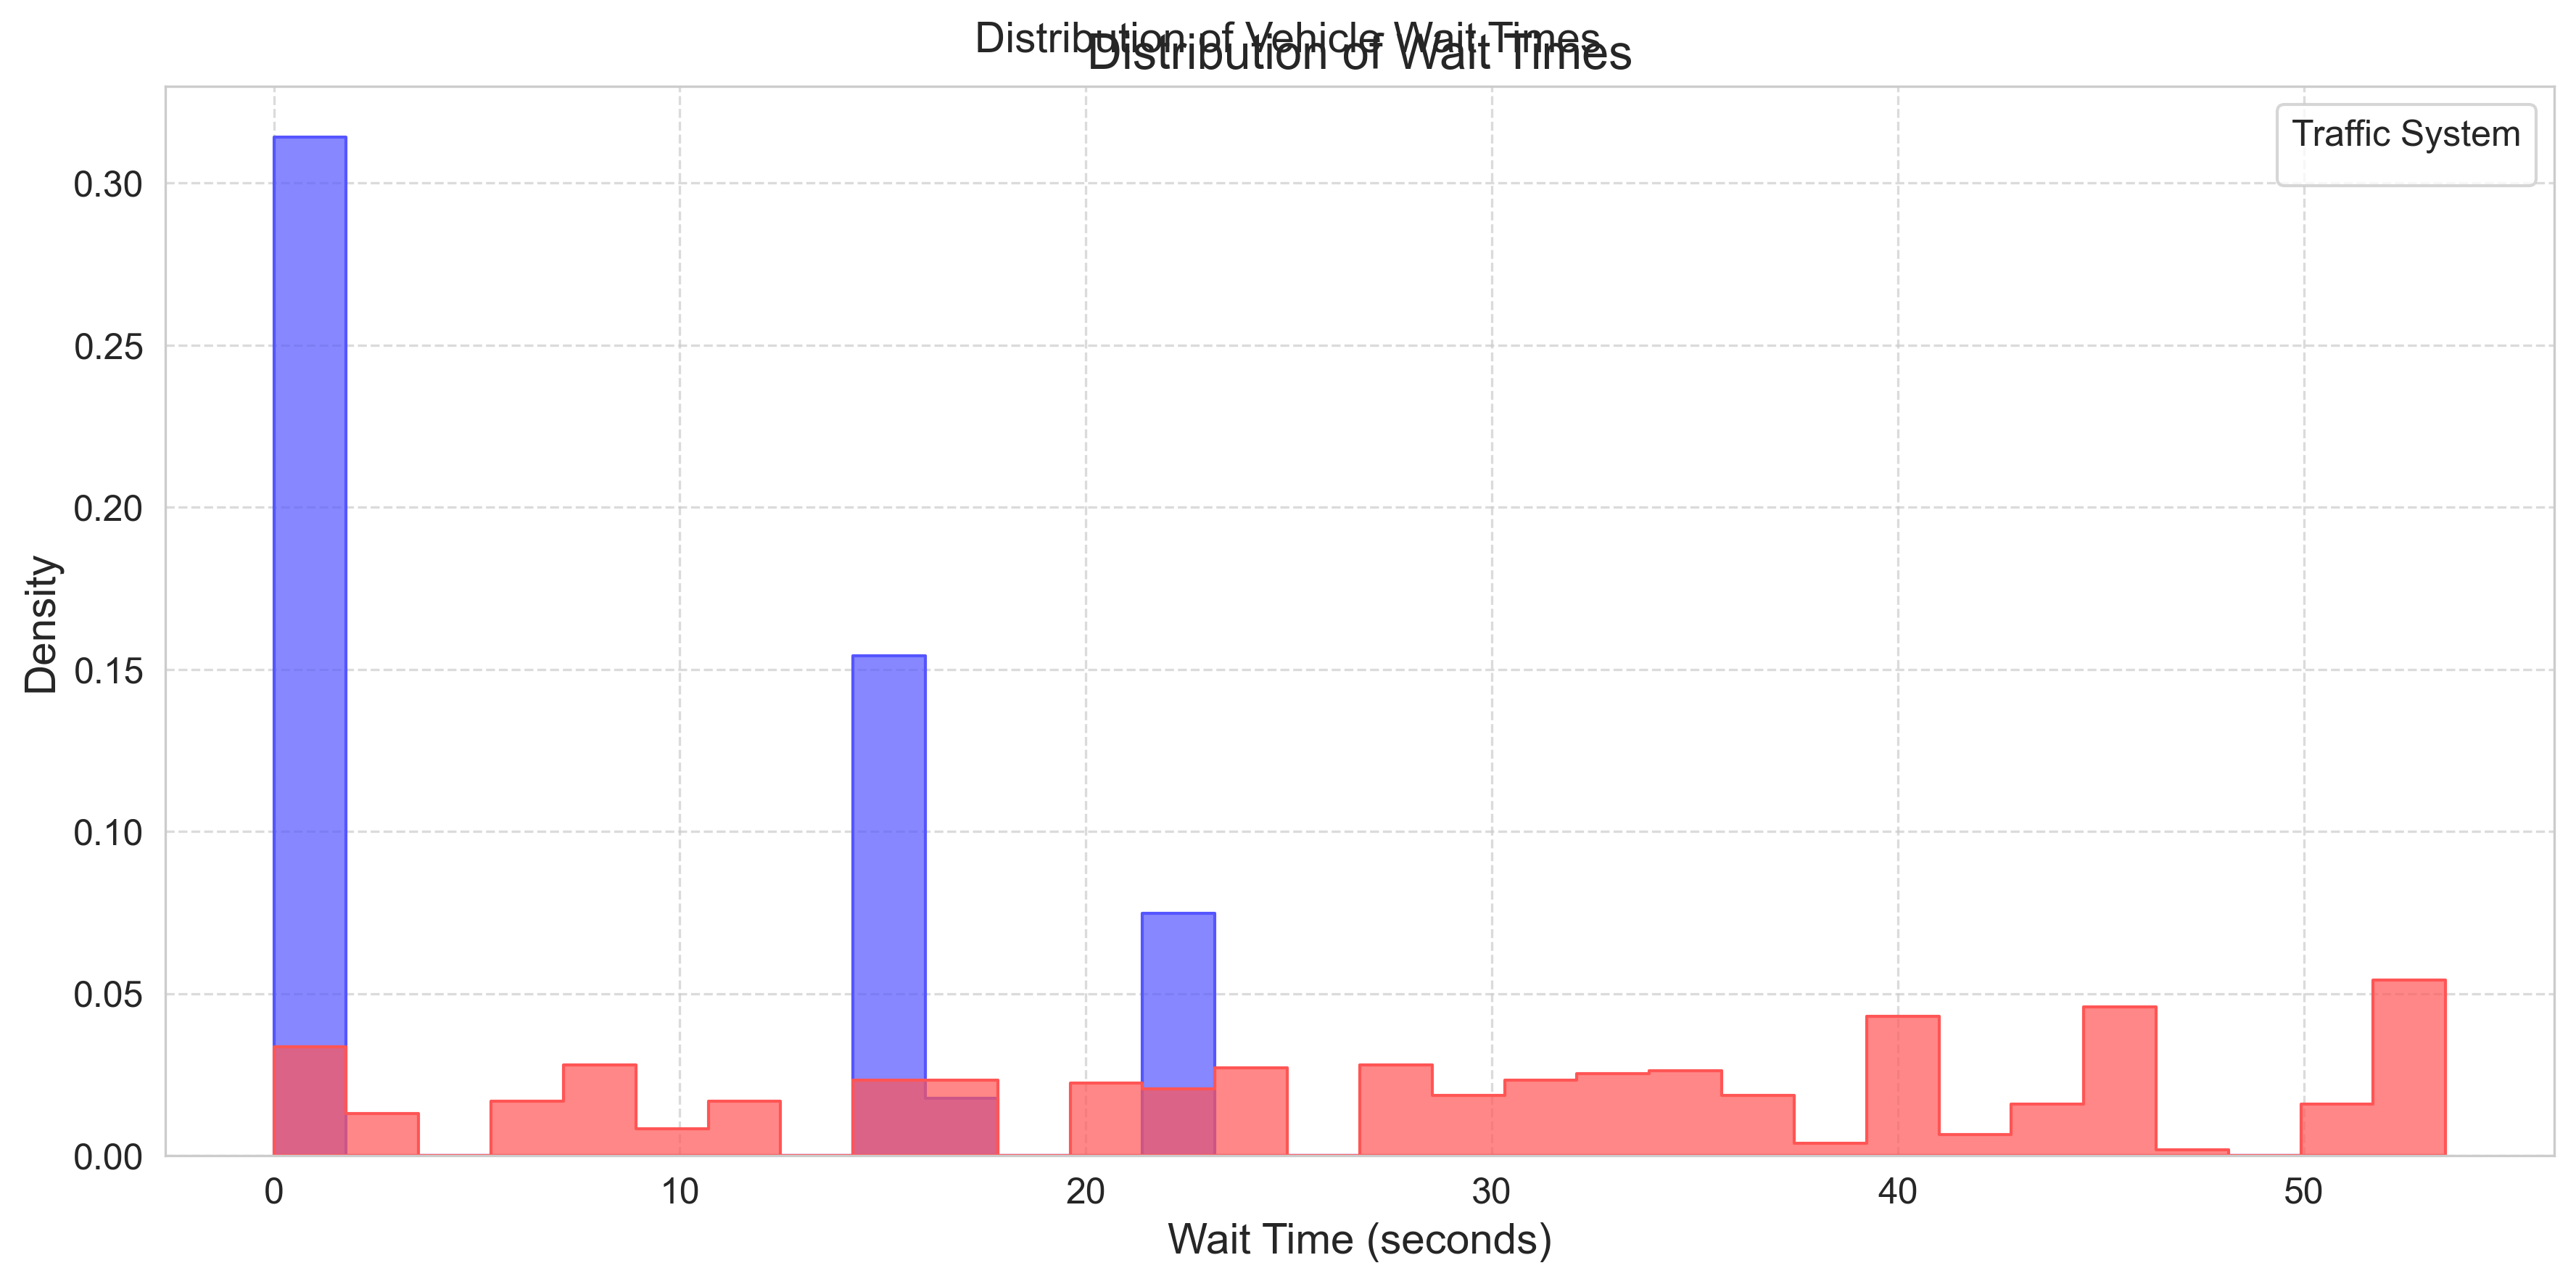 Distribution of Vehicle Wait Times
Distribution of Wait Times
Traffic System
0.30
0.25
0.20
0.15
0.10
0.05
0.00
Density
0
10
20
30
40
50
Wait Time (seconds)